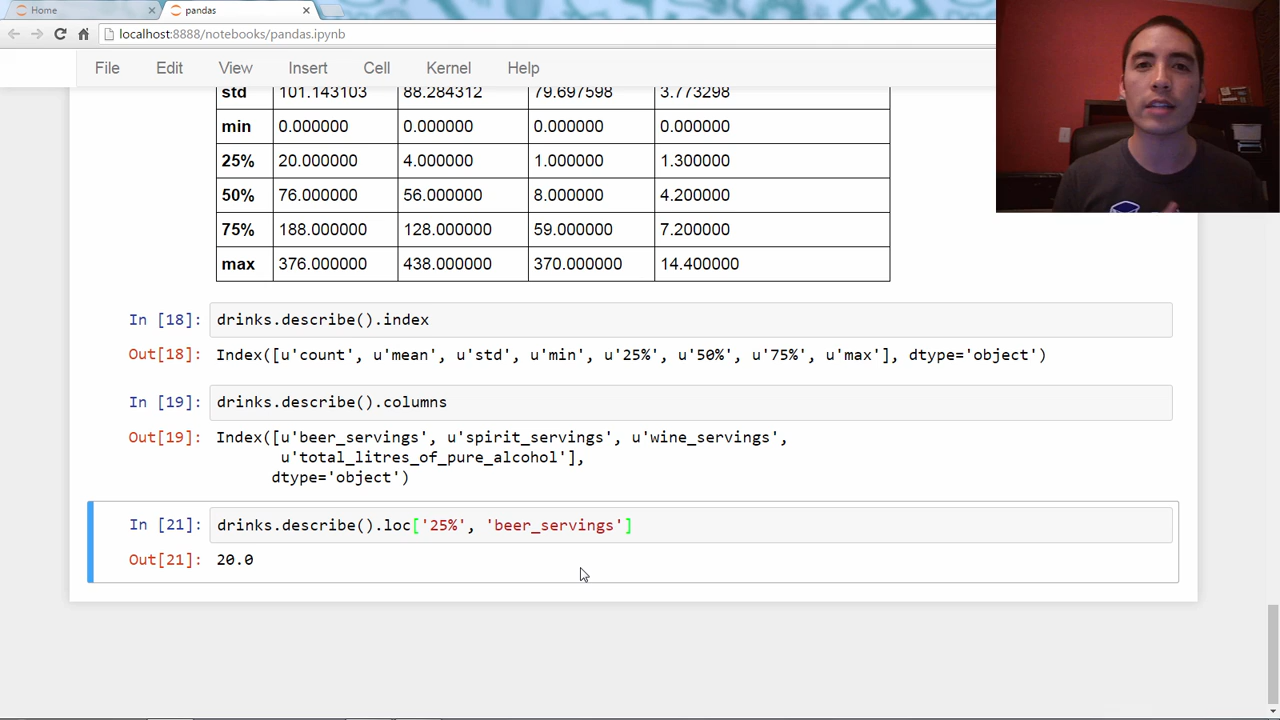 Home
pandas
localhost:8888/notebooks/pandas.ipynb
File Edit View Insert Cell Kernel Help
std 101.143103 88.284312 79.697598 3.773298
min 0.000000 0.000000 0.000000 0.000000
25% 20.000000 4.000000 1.000000 1.300000
50% 76.000000 56.000000 8.000000 4.200000
75% 188.000000 128.000000 59.000000 7.200000
max 376.000000 438.000000 370.000000 14.400000
In [18]: drinks.describe().index
Out[18]: Index([u'count', u'mean', u'std', u'min', u'25%', u'50%', u'75%', u'max'], dtype='object')
In [19]: drinks.describe().columns
Out[19]: Index([u'beer_servings', u'spirit_servings', u'wine_servings',
u'total_litres_of_pure_alcohol'],
dtype='object')
In [21]: drinks.describe().loc['25%', 'beer_servings']
Out[21]: 20.0